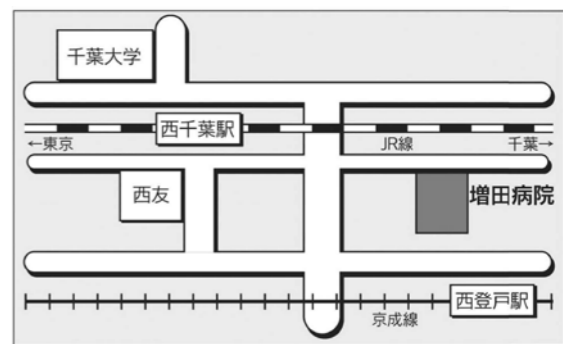 千葉大学
西千葉駅
←東京
JR線
千葉→
西友
増田病院
西登戸駅
京成線